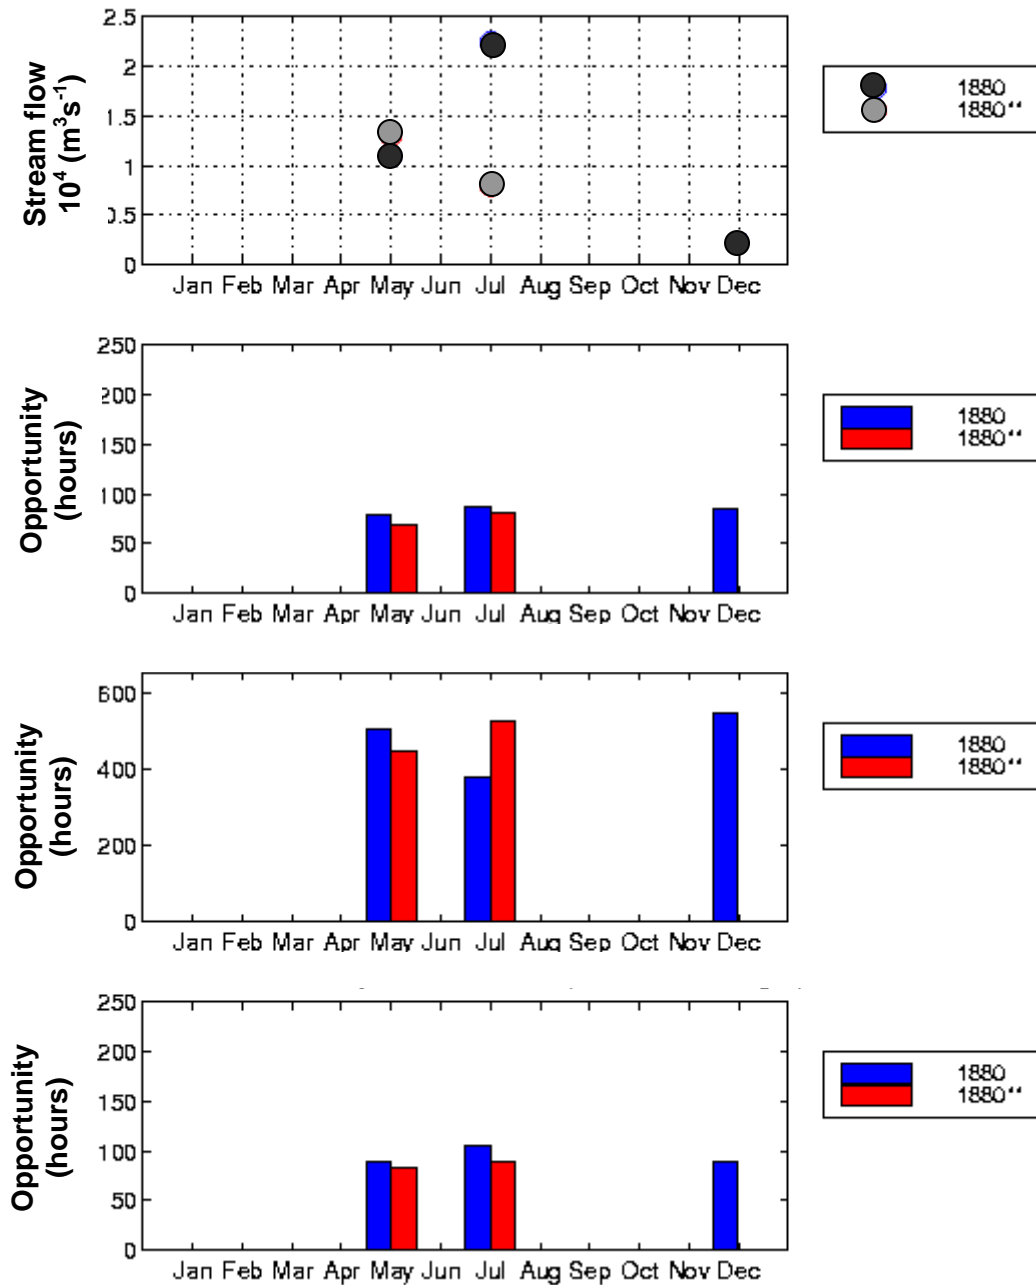 2.5
2
1.5
1
0.5
0
Stream flow
10⁴ (m³s⁻¹)
Jan Feb Mar Apr May Jun Jul Aug Sep Oct Nov Dec
1880
1880**
250
200
150
100
50
0
Opportunity
(hours)
Jan Feb Mar Apr May Jun Jul Aug Sep Oct Nov Dec
1880
1880**
600
400
200
0
Opportunity
(hours)
Jan Feb Mar Apr May Jun Jul Aug Sep Oct Nov Dec
1880
1880**
250
200
150
100
50
0
Opportunity
(hours)
Jan Feb Mar Apr May Jun Jul Aug Sep Oct Nov Dec
1880
1880**